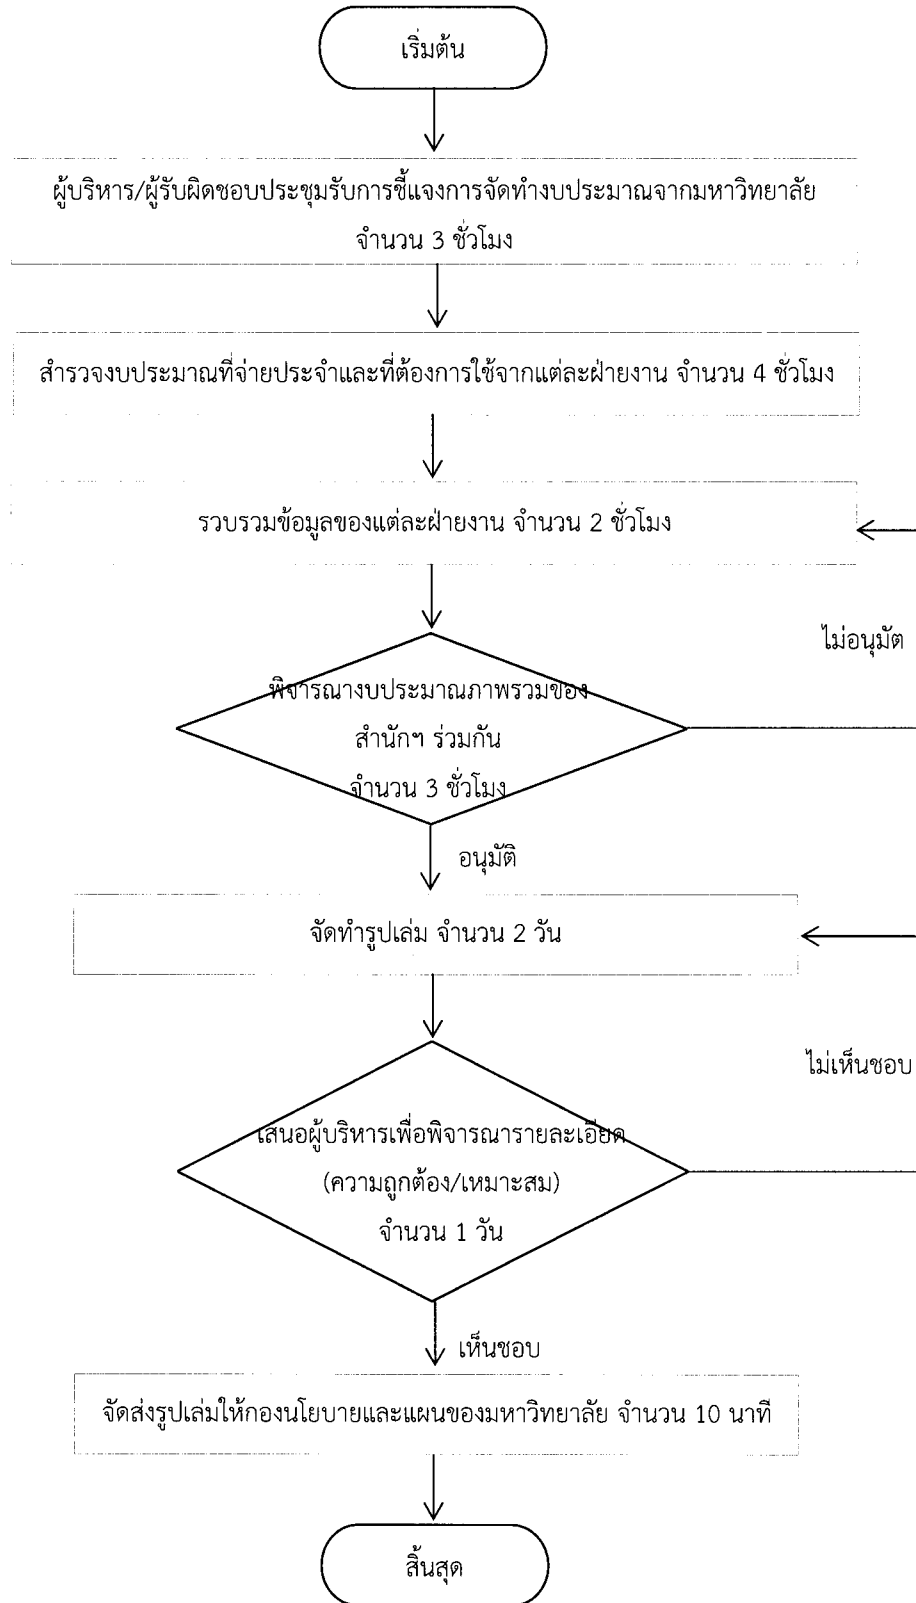 เริ่มต้น
ผู้บริหาร/ผู้รับผิดชอบประชุมรับการชี้แจงการจัดทำงบประมาณจากมหาวิทยาลัย
จำนวน 3 ชั่วโมง
สำรวจงบประมาณที่จ่ายประจำและที่ต้องการใช้จากแต่ละฝ่ายงาน จำนวน 4 ชั่วโมง
รวบรวมข้อมูลของแต่ละฝ่ายงาน จำนวน 2 ชั่วโมง
ไม่อนุมัต
พิจารณางบประมาณภาพรวมของ
สำนักฯ ร่วมกัน
จำนวน 3 ชั่วโมง
อนุมัติ
จัดทำรูปเล่ม จำนวน 2 วัน
ไม่เห็นชอบ
เสนอผู้บริหารเพื่อพิจารณารายละเอียด
(ความถูกต้อง/เหมาะสม)
จำนวน 1 วัน
เห็นชอบ
จัดส่งรูปเล่มให้กองนโยบายและแผนของมหาวิทยาลัย จำนวน 10 นาที
สิ้นสุด